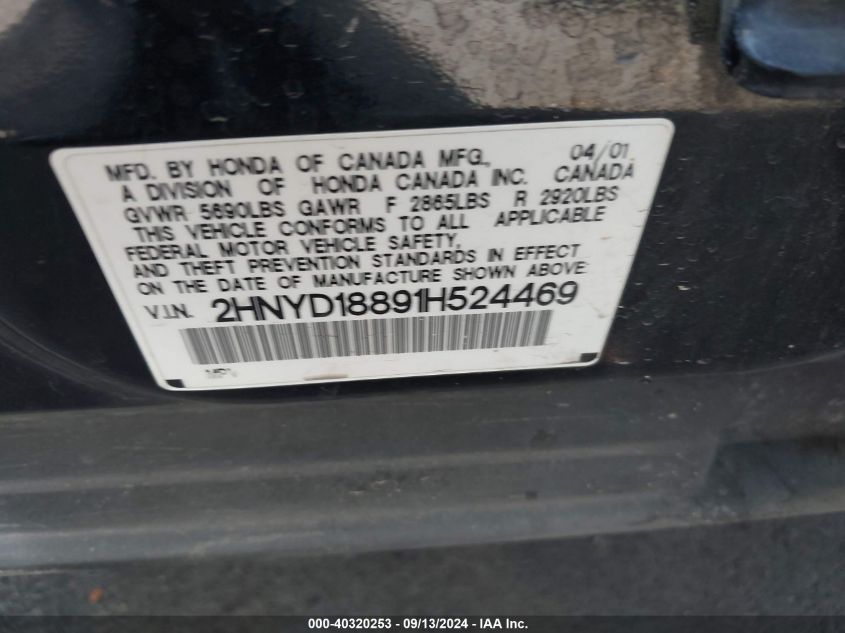 MFD. BY HONDA OF CANADA MFG., 04/01
A DIVISION OF HONDA CANADA INC. CANADA
GVWR 5690LBS GAWR F 2865LBS R 2920LBS
THIS VEHICLE CONFORMS TO ALL APPLICABLE
FEDERAL MOTOR VEHICLE SAFETY,
AND THEFT PREVENTION STANDARDS IN EFFECT
ON THE DATE OF MANUFACTURE SHOWN ABOVE
V.I.N. 2HNYD18891H524469
000-40320253 - 09/13/2024 - IAA Inc.